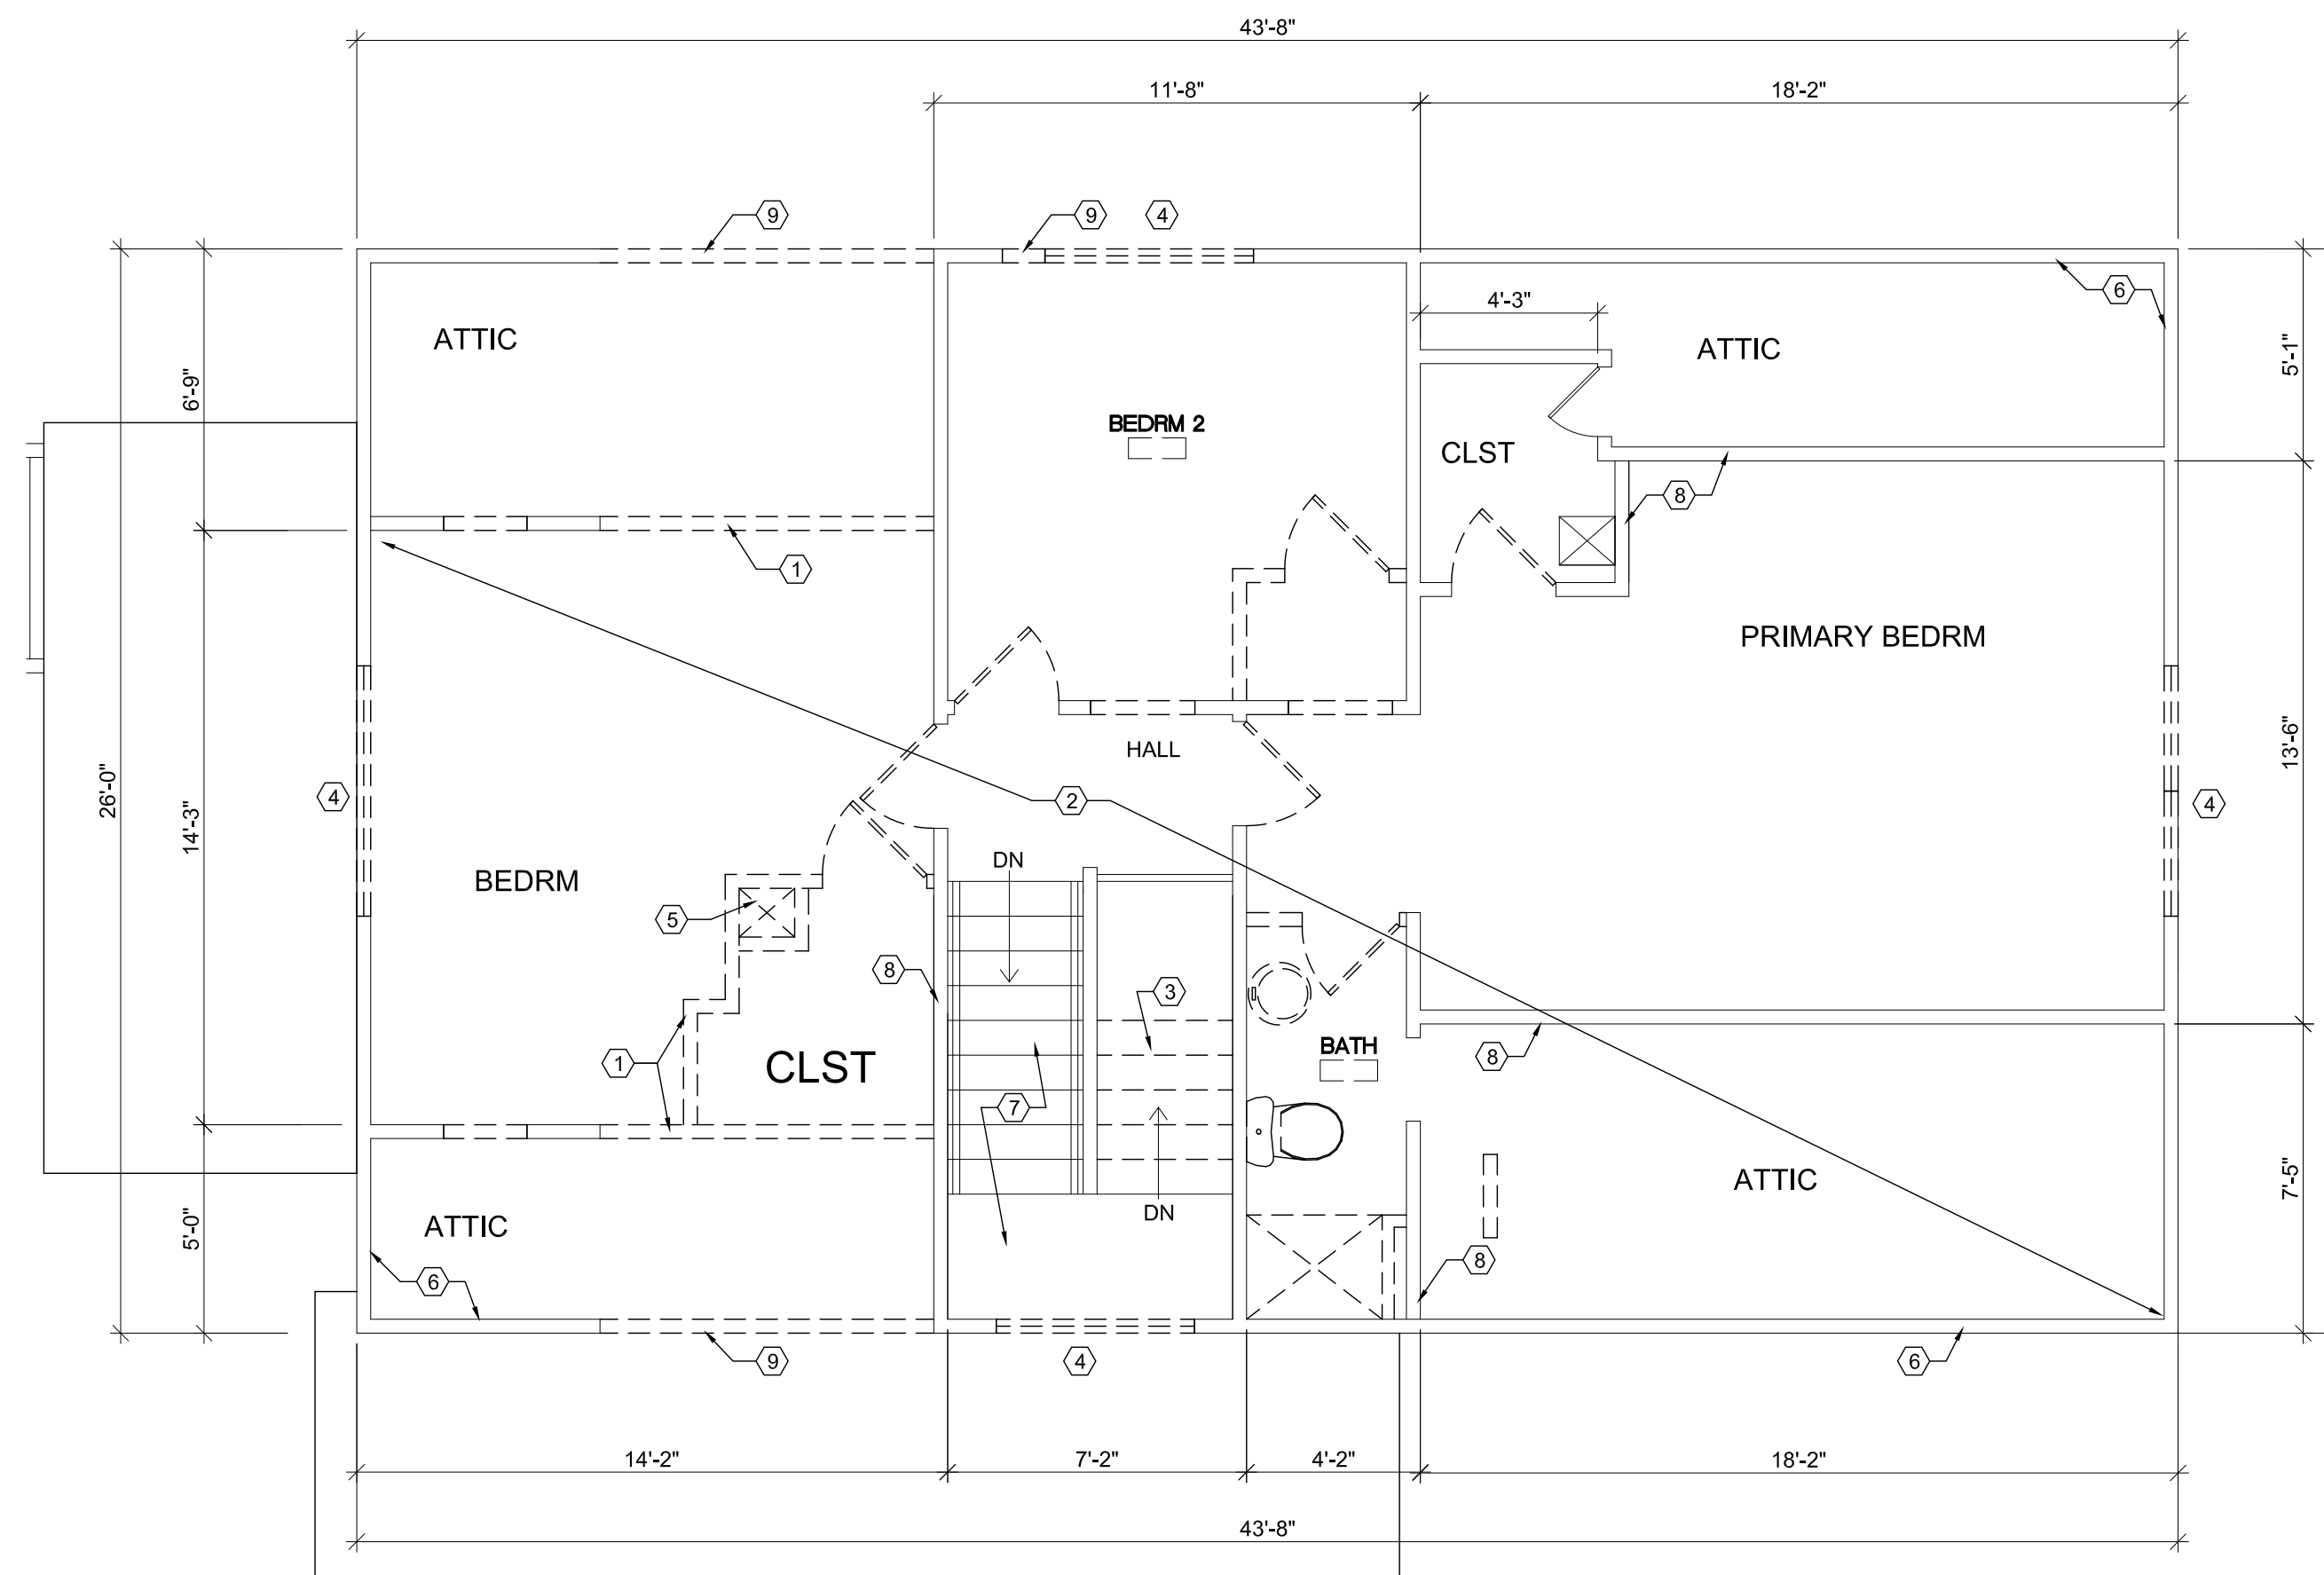 43'-8"
11'-8"
18'-2"
9
9
4
6
4'-3"
ATTIC
ATTIC
5'-1"
6'-9"
BEDRM 2
CLST
8
1
PRIMARY BEDRM
HALL
13'-6"
26'-0"
4
2
4
14'-3"
DN
BEDRM
5
8
3
BATH
8
1
CLST
7
ATTIC
7'-5"
DN
ATTIC
5'-0"
6
8
9
4
6
14'-2"
7'-2"
4'-2"
18'-2"
43'-8"